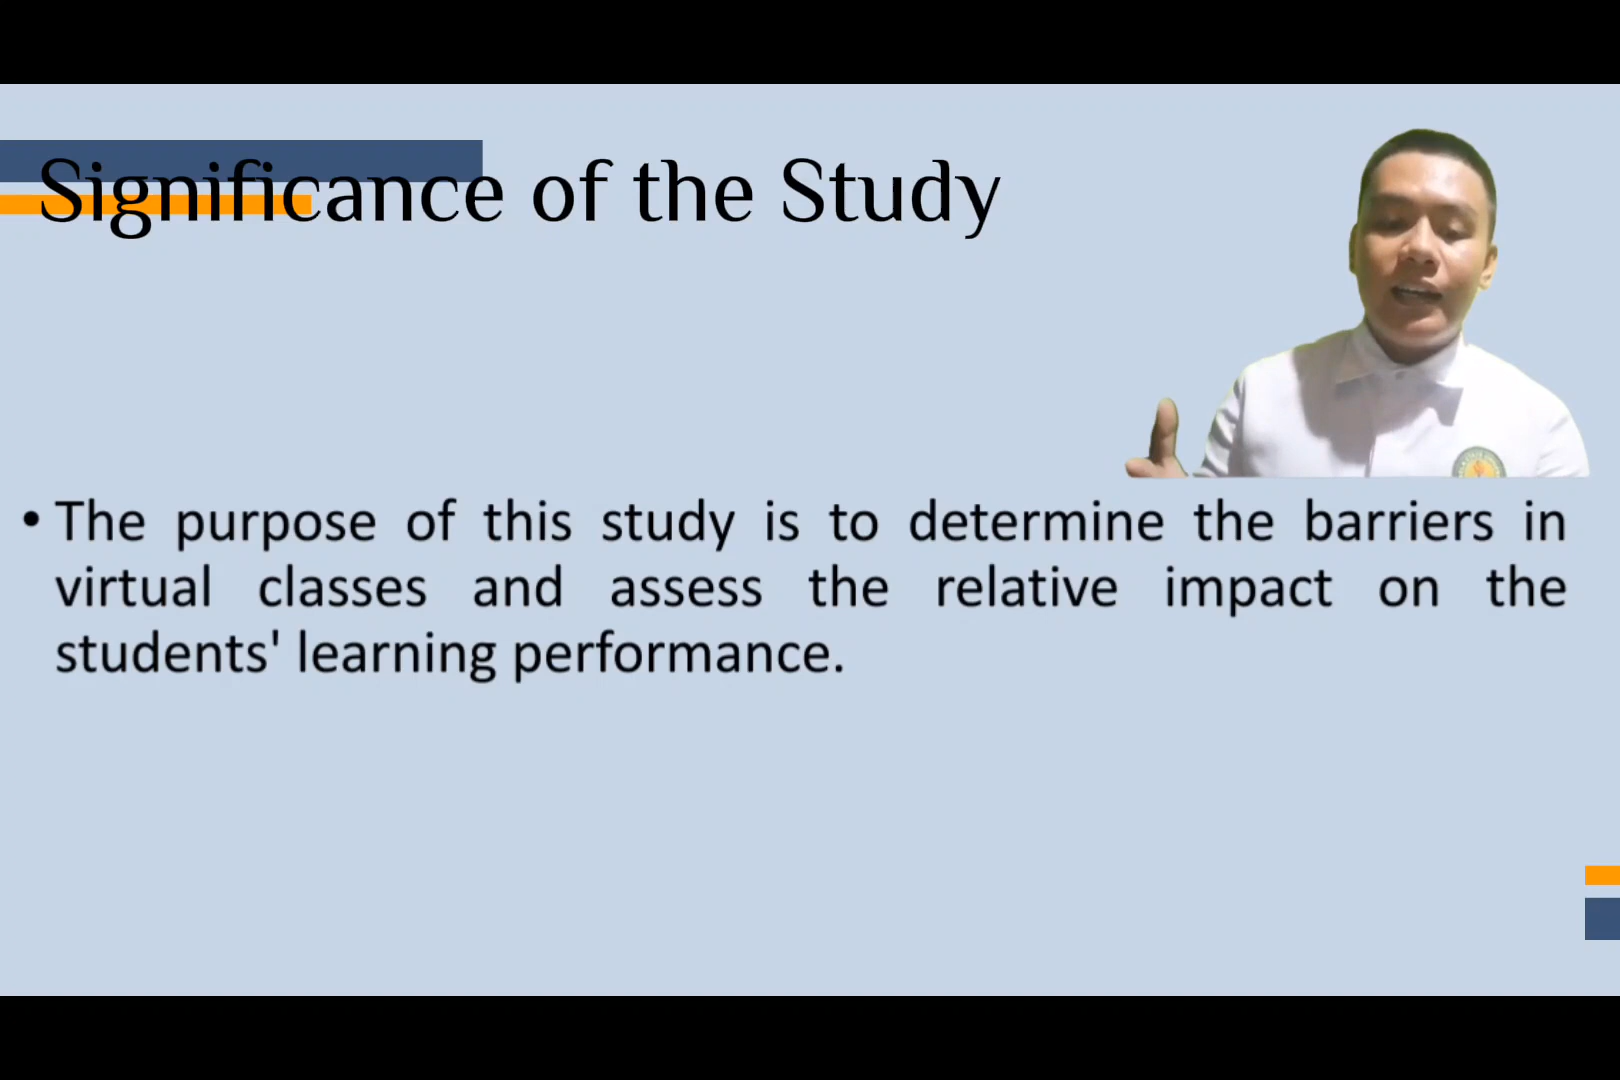 Significance of the Study
• The purpose of this study is to determine the barriers in
virtual classes and assess the relative impact on the
students' learning performance.